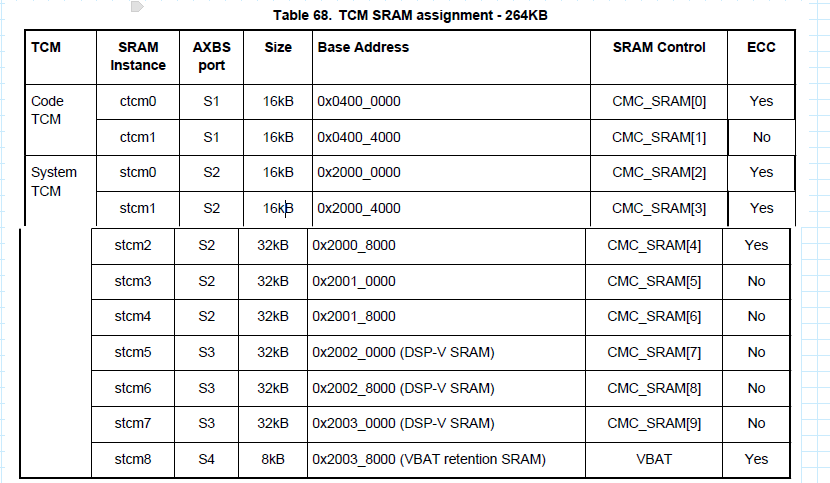 Table 68. TCM SRAM assignment - 264KB
TCM SRAM Instance AXBS port Size Base Address SRAM Control ECC
Code TCM ctcm0 S1 16kB 0x0400_0000 CMC_SRAM[0] Yes
ctcm1 S1 16kB 0x0400_4000 CMC_SRAM[1] No
System TCM stcm0 S2 16kB 0x2000_0000 CMC_SRAM[2] Yes
stcm1 S2 16kB 0x2000_4000 CMC_SRAM[3] Yes
stcm2 S2 32kB 0x2000_8000 CMC_SRAM[4] Yes
stcm3 S2 32kB 0x2001_0000 CMC_SRAM[5] No
stcm4 S2 32kB 0x2001_8000 CMC_SRAM[6] No
stcm5 S3 32kB 0x2002_0000 (DSP-V SRAM) CMC_SRAM[7] No
stcm6 S3 32kB 0x2002_8000 (DSP-V SRAM) CMC_SRAM[8] No
stcm7 S3 32kB 0x2003_0000 (DSP-V SRAM) CMC_SRAM[9] No
stcm8 S4 8kB 0x2003_8000 (VBAT retention SRAM) VBAT Yes